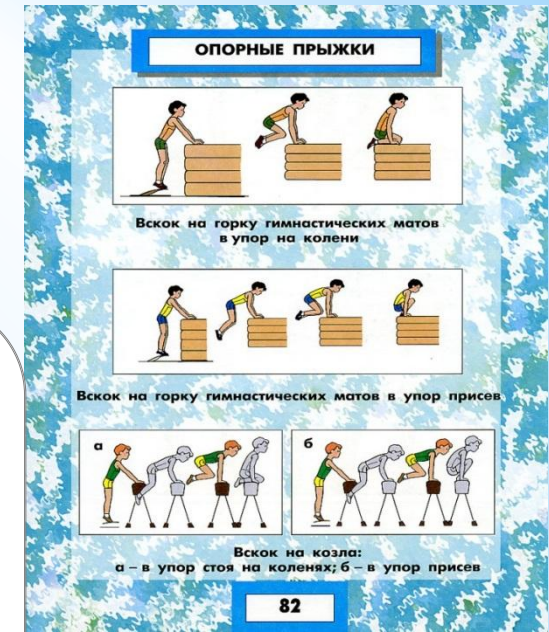 ОПОРНЫЕ ПРЫЖКИ
Вскок на горку гимнастических матов
в упор на колени
Вскок на горку гимнастических матов в упор присев
а
б
Вскок на козла:
а – в упор стоя на коленях; б – в упор присев
82